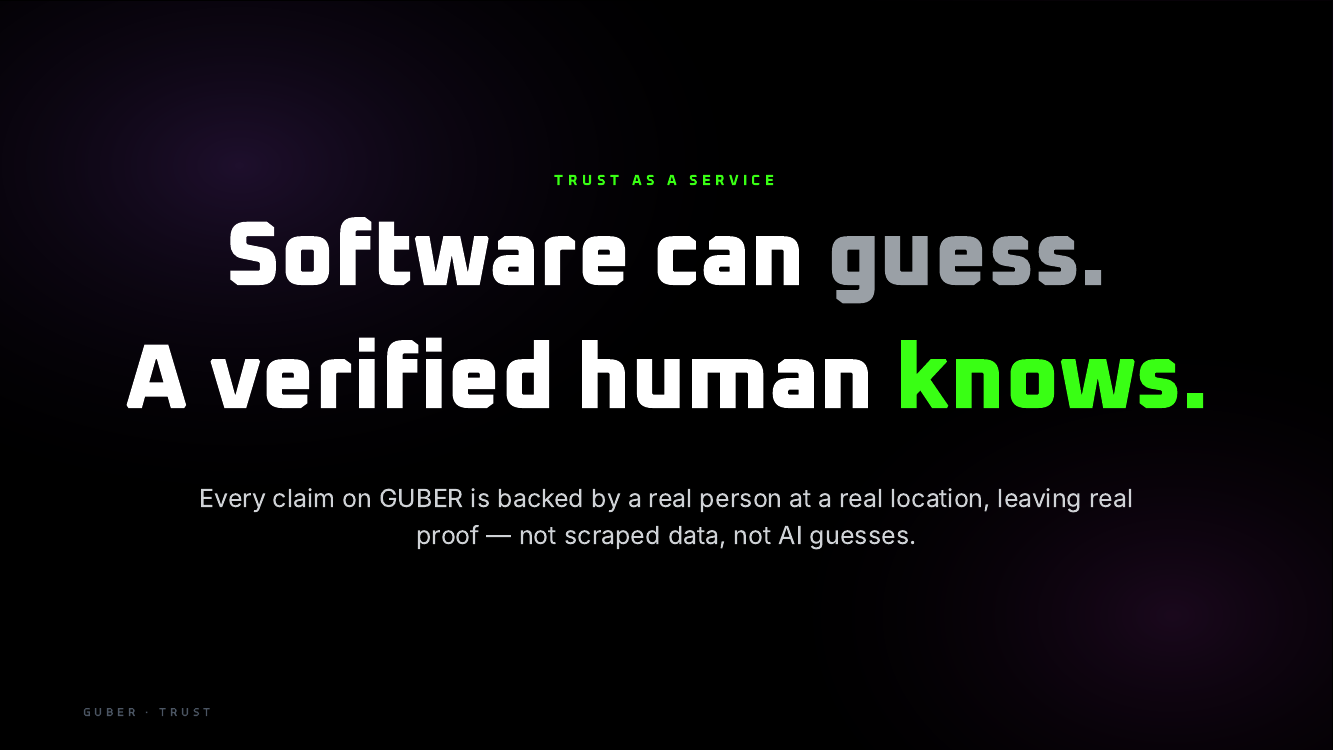 TRUST AS A SERVICE
Software can guess.
A verified human knows.
Every claim on GUBER is backed by a real person at a real location, leaving real
proof — not scraped data, not AI guesses.
GUBER · TRUST